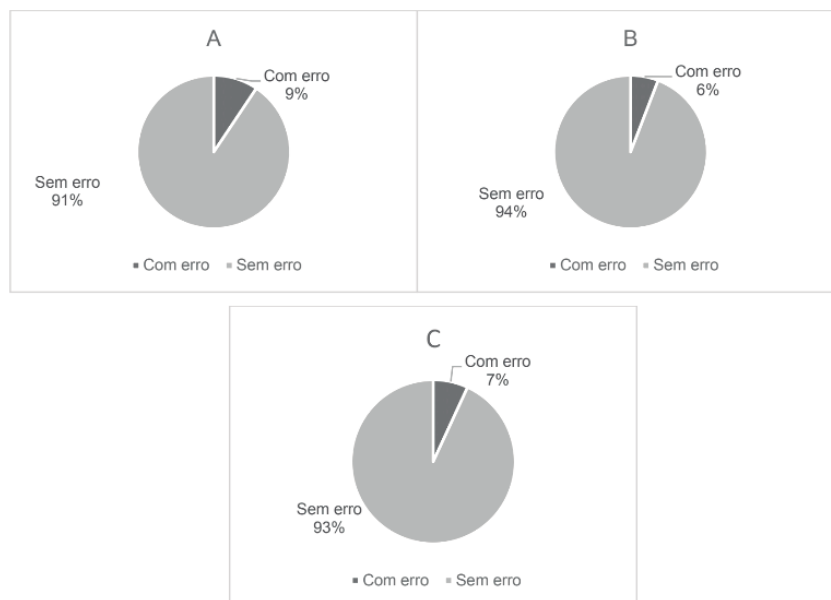 A
Com erro
9%
Sem erro
91%
Com erro Sem erro
B
Com erro
6%
Sem erro
94%
Com erro Sem erro
C
Com erro
7%
Sem erro
93%
Com erro Sem erro